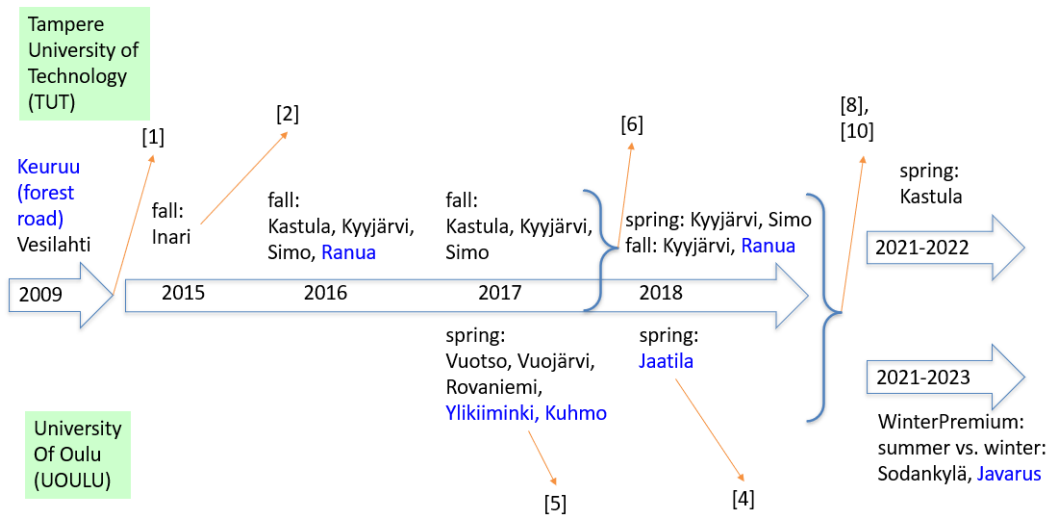 Tampere
University of
Technology
(TUT)
[1]
[2]
[6]
[8],
[10]
Keuruu
(forest
road)
Vesilahti
fall:
Inari
fall:
Kastula, Kyyjärvi,
Simo, Ranua
fall:
Kastula, Kyyjärvi,
Simo
spring: Kyyjärvi, Simo
fall: Kyyjärvi, Ranua
spring:
Kastula
2009
2015
2016
2017
2018
2021-2022
spring:
Vuotso, Vuojärvi,
Rovaniemi,
Ylikiiminki, Kuhmo
spring:
Jaatila
2021-2023
WinterPremium:
summer vs. winter:
Sodankylä, Javarus
University
Of Oulu
(UOULU)
[5]
[4]